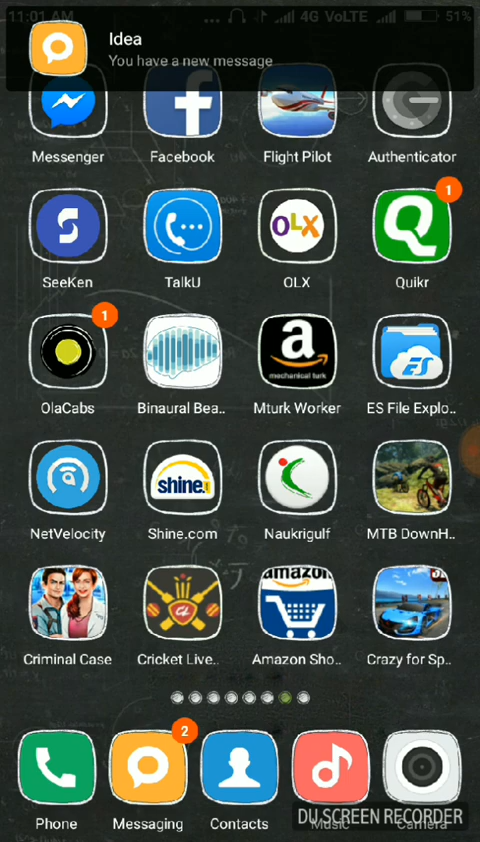 11:01 AM ... 4G VoLTE 51%
Idea
You have a new message
Messenger Facebook Flight Pilot Authenticator
OLX
1
SeeKen TalkU OLX Quikr
1
a
mechanical turk
ES
OlaCabs Binaural Bea.. Mturk Worker ES File Explo..
shine
NetVelocity Shine.com Naukrigulf MTB DownH..
amazon
Criminal Case Cricket Live.. Amazon Sho.. Crazy for Sp..
2
DU SCREEN RECORDER
Phone Messaging Contacts Music Camera